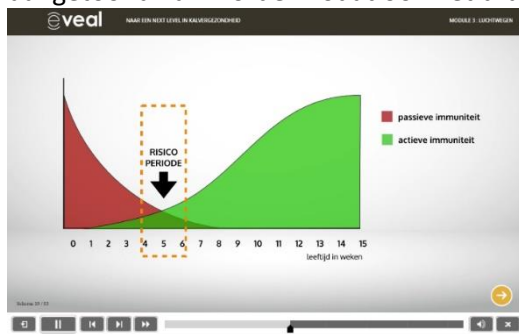 eveal
NAAR EEN NEXT LEVEL IN KALVERGEZONDHEID
MODULE 3. LUCHTWEGEN
passieve immuniteit
actieve immuniteit
RISICO
PERIODE
0 1 2 3 4 5 6 7 8 9 10 11 12 13 14 15
leeftijd in weken